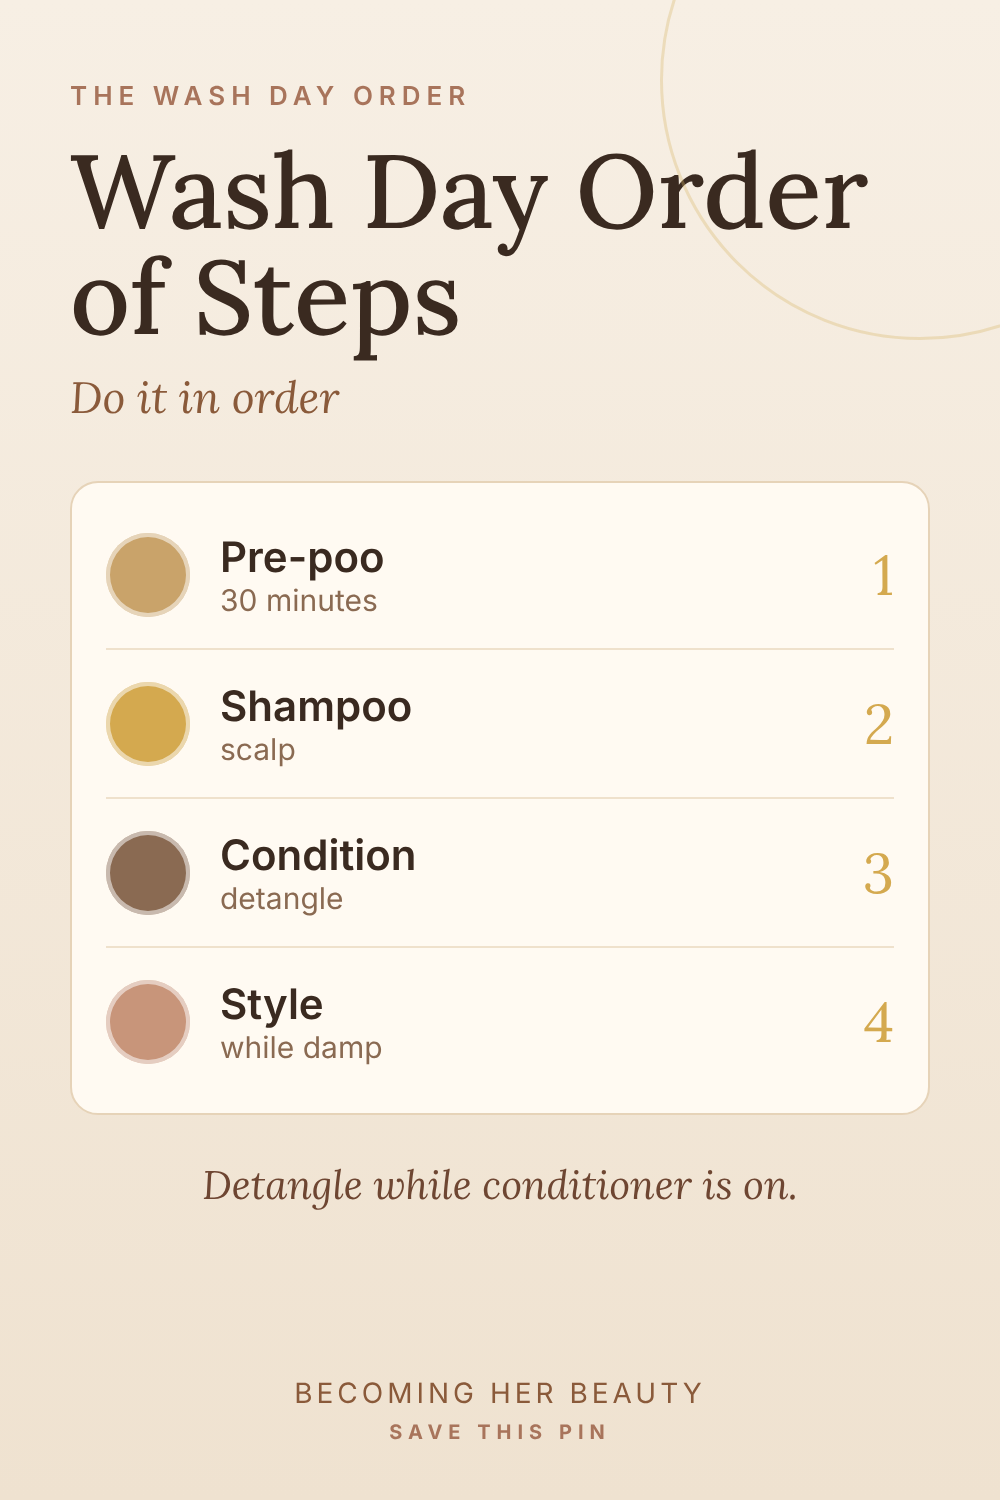 THE WASH DAY ORDER
Wash Day Order
of Steps
Do it in order
Pre-poo
30 minutes
1
Shampoo
scalp
2
Condition
detangle
3
Style
while damp
4
Detangle while conditioner is on.
BECOMING HER BEAUTY
SAVE THIS PIN